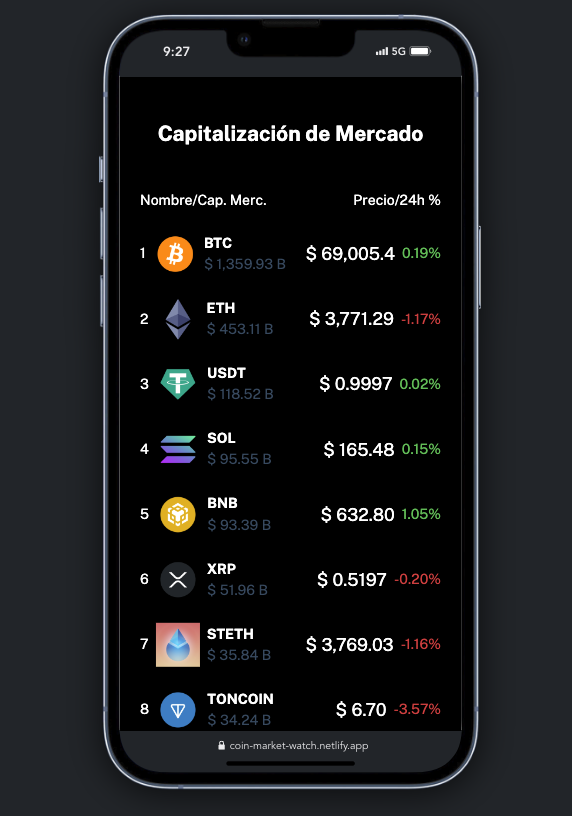 9:27
5G
Capitalización de Mercado
Nombre/Cap. Merc. Precio/24h %
1 BTC $ 69,005.4 0.19%
$ 1,359.93 B
2 ETH $ 3,771.29 -1.17%
$ 453.11 B
3 USDT $ 0.9997 0.02%
$ 118.52 B
4 SOL $ 165.48 0.15%
$ 95.55 B
5 BNB $ 632.80 1.05%
$ 93.39 B
6 XRP $ 0.5197 -0.20%
$ 51.96 B
7 STETH $ 3,769.03 -1.16%
$ 35.84 B
8 TONCOIN $ 6.70 -3.57%
$ 34.24 B
coin-market-watch.netlify.app